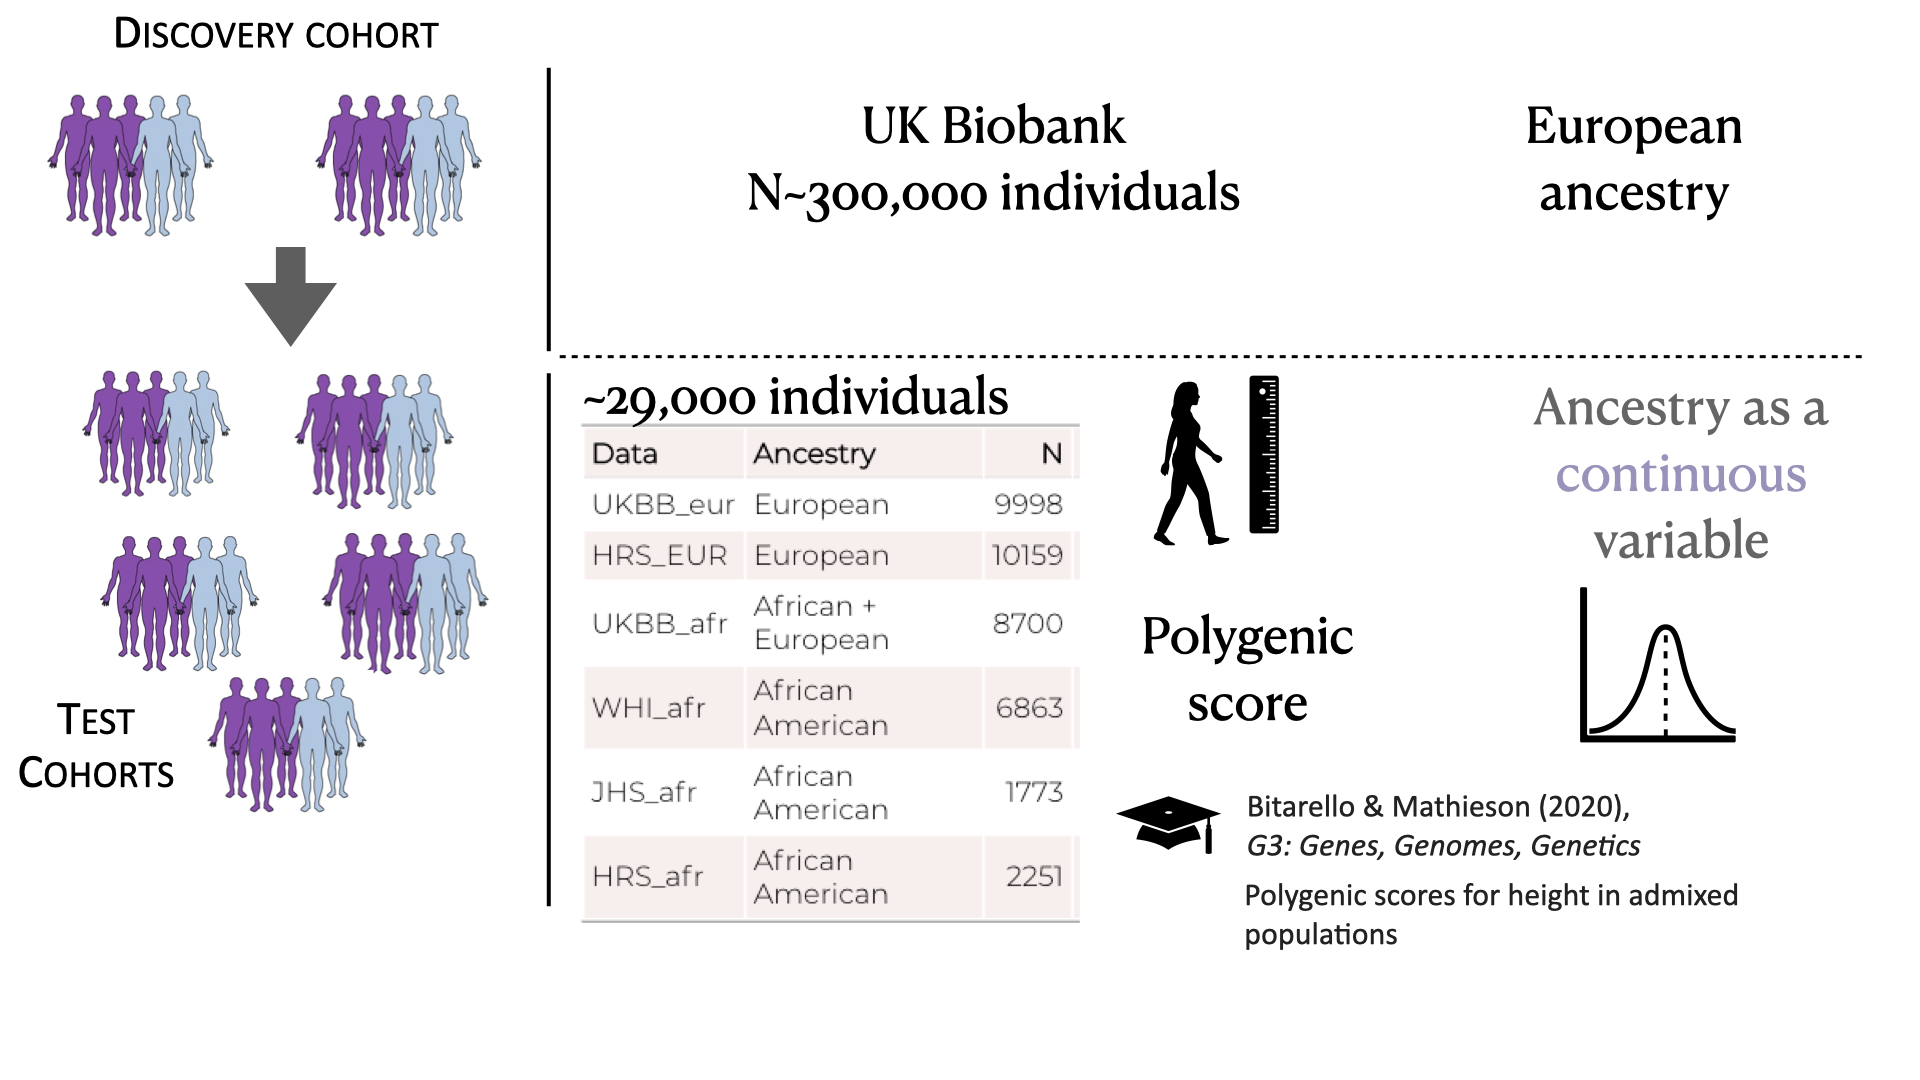 DISCOVERY COHORT
UK Biobank
N~300,000 individuals
European
ancestry
~29,000 individuals
Data Ancestry N
UKBB_eur European 9998
HRS_EUR European 10159
UKBB_afr African +
European 8700
WHI_afr African
American 6863
JHS_afr African
American 1773
HRS_afr African
American 2251
TEST
COHORTS
Polygenic
score
Ancestry as a
continuous
variable
Bitarello & Mathieson (2020),
G3: Genes, Genomes, Genetics
Polygenic scores for height in admixed
populations